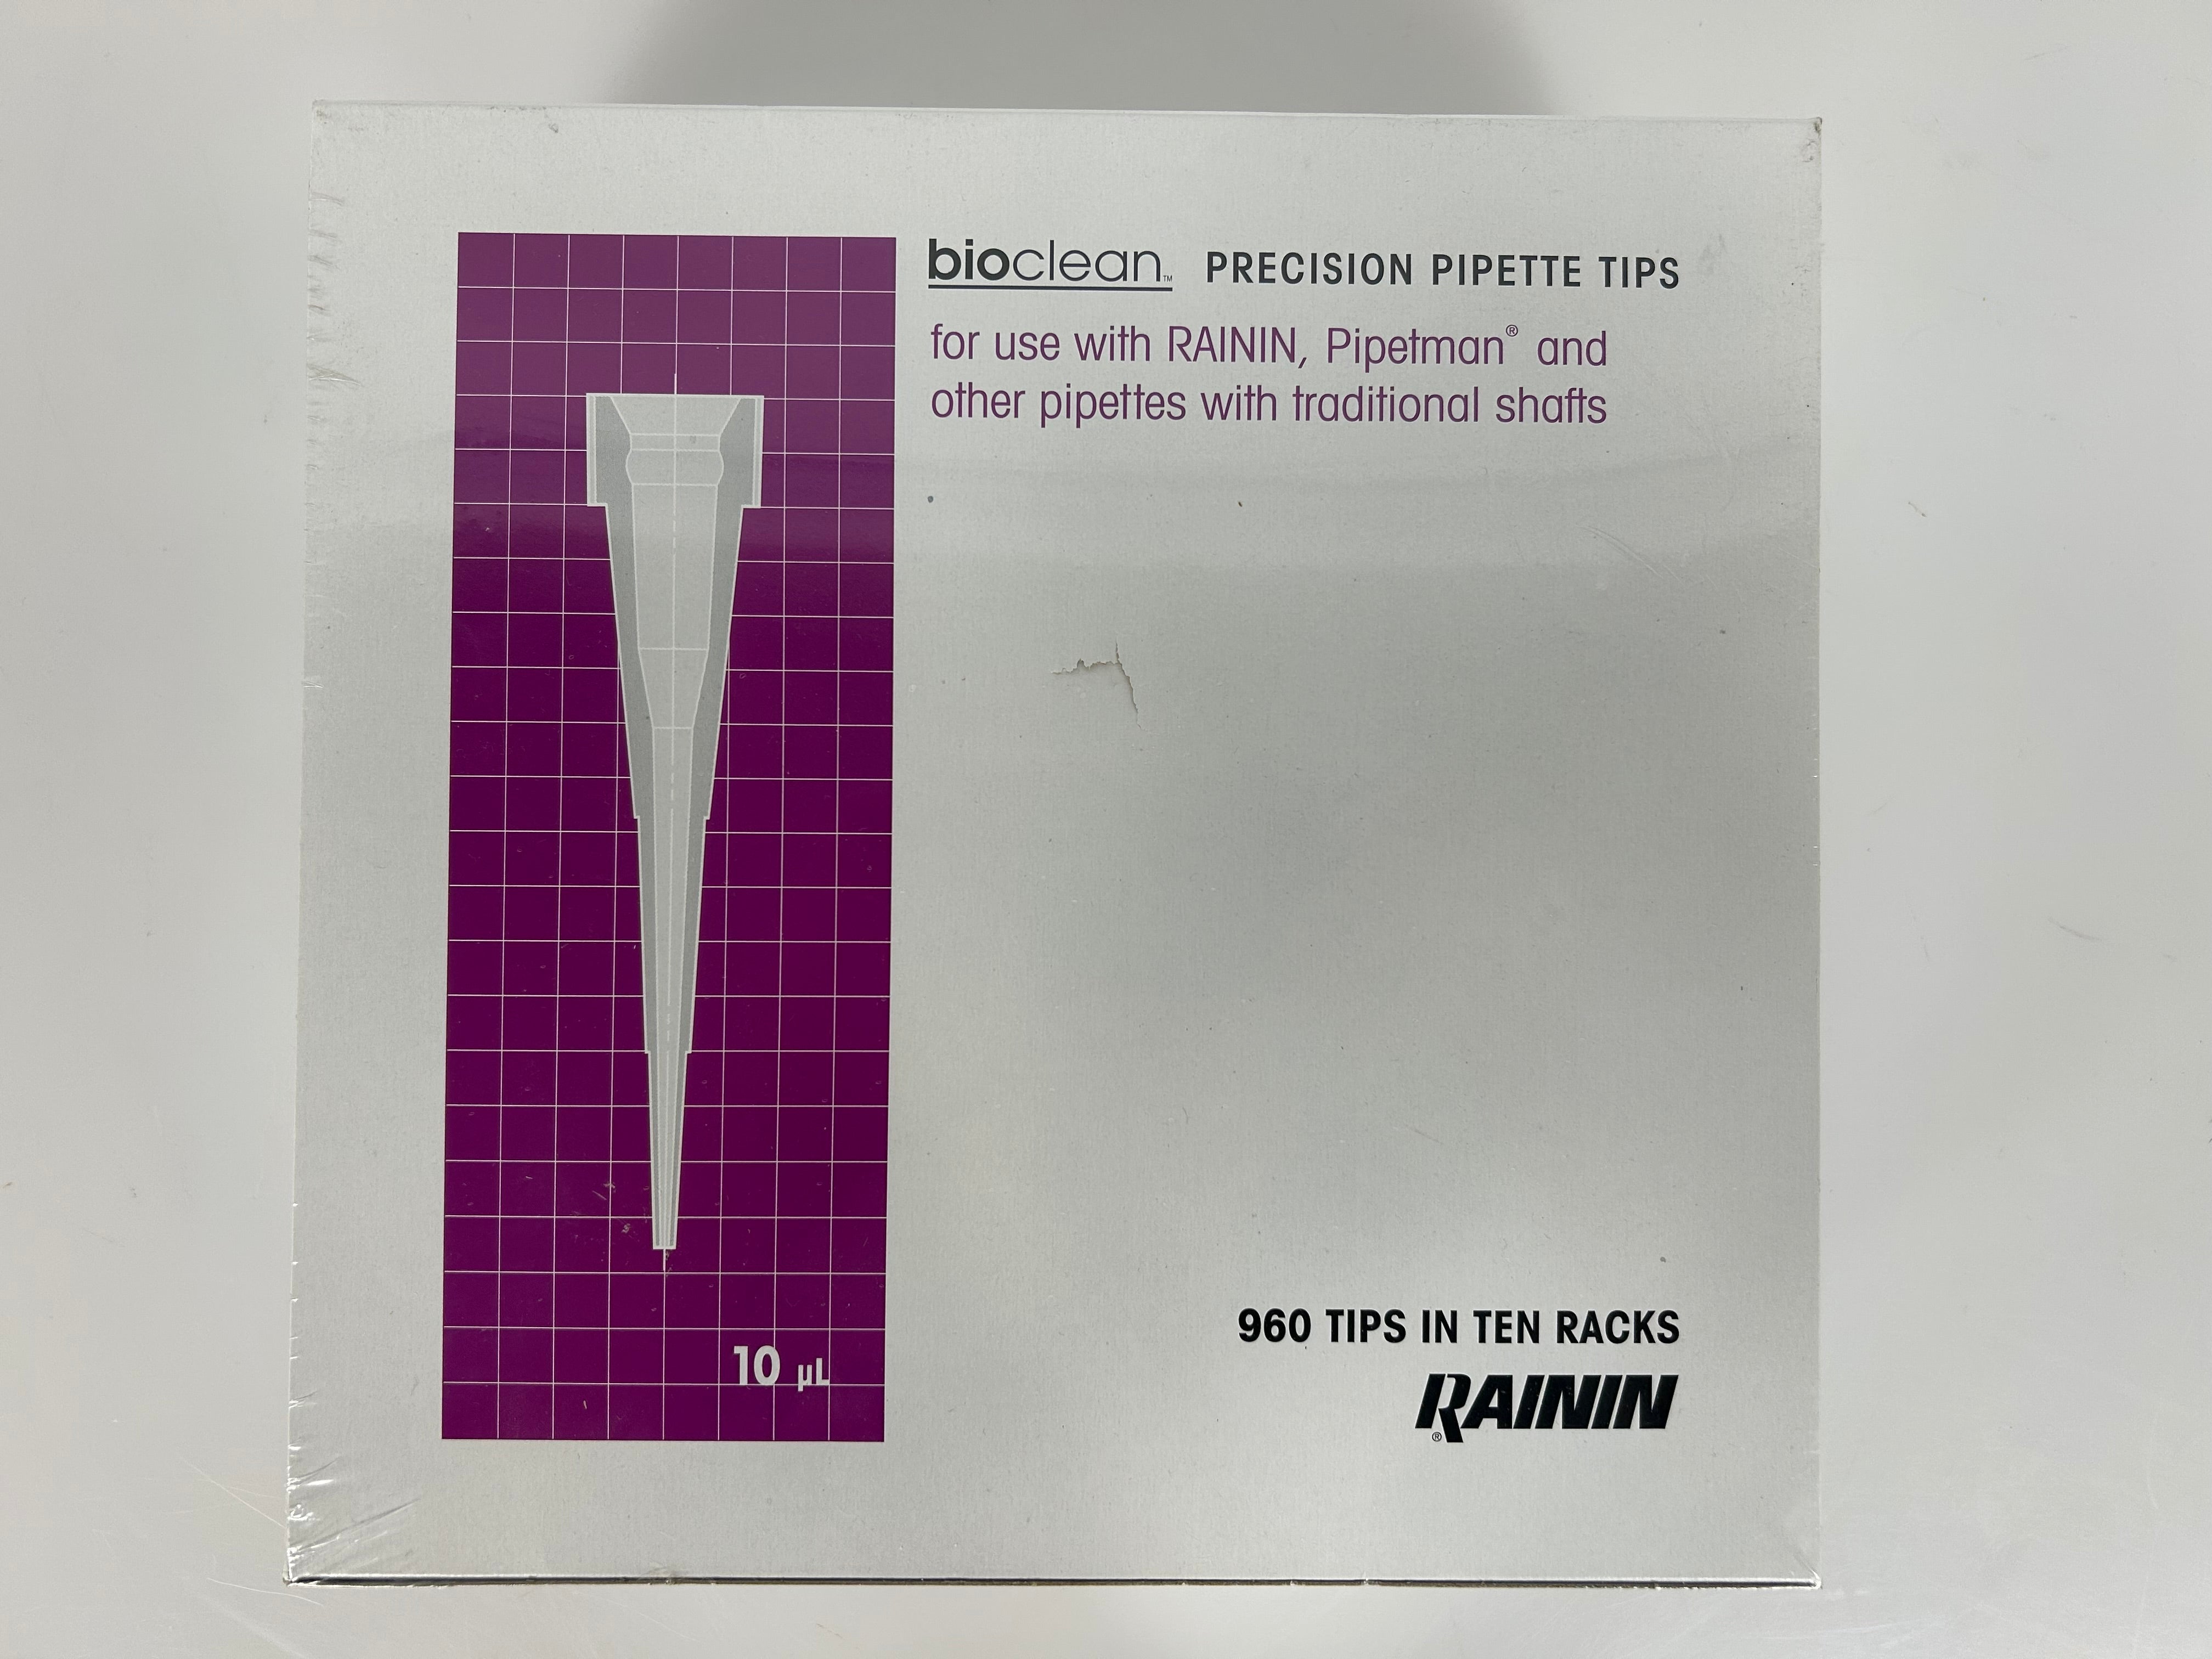 bioclean™ PRECISION PIPETTE TIPS
for use with RAININ, Pipetman® and
other pipettes with traditional shafts
10 µL
960 TIPS IN TEN RACKS
RAININ®